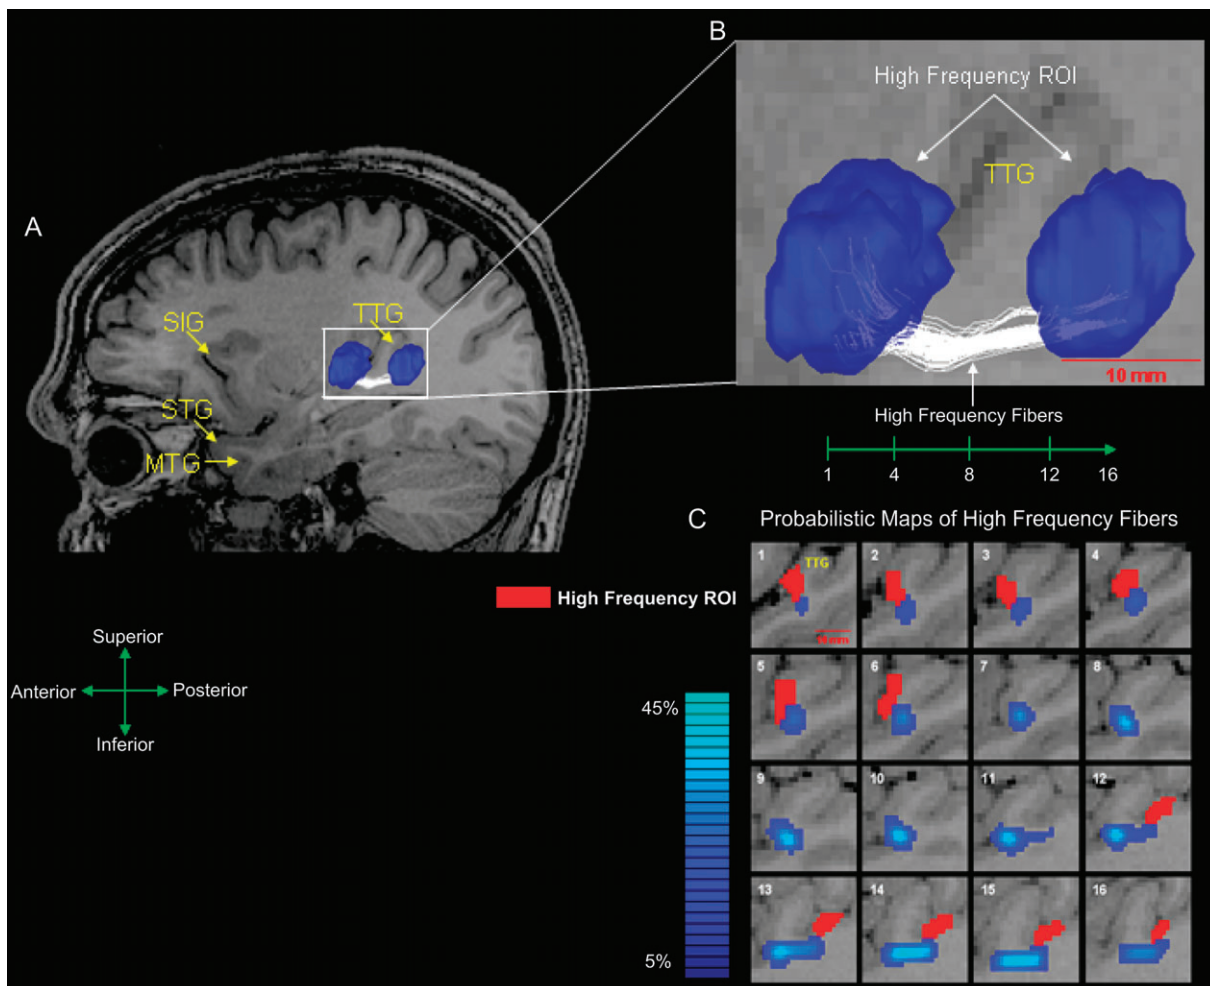 A
SIG
TTG
STG
MTG
B
High Frequency ROI
TTG
10 mm
High Frequency Fibers
1 4 8 12 16
C
Probabilistic Maps of High Frequency Fibers
High Frequency ROI
1 2 3 4
TTG
10 mm
5 6 7 8
9 10 11 12
13 14 15 16
Superior
Anterior Posterior
Inferior
45%
5%